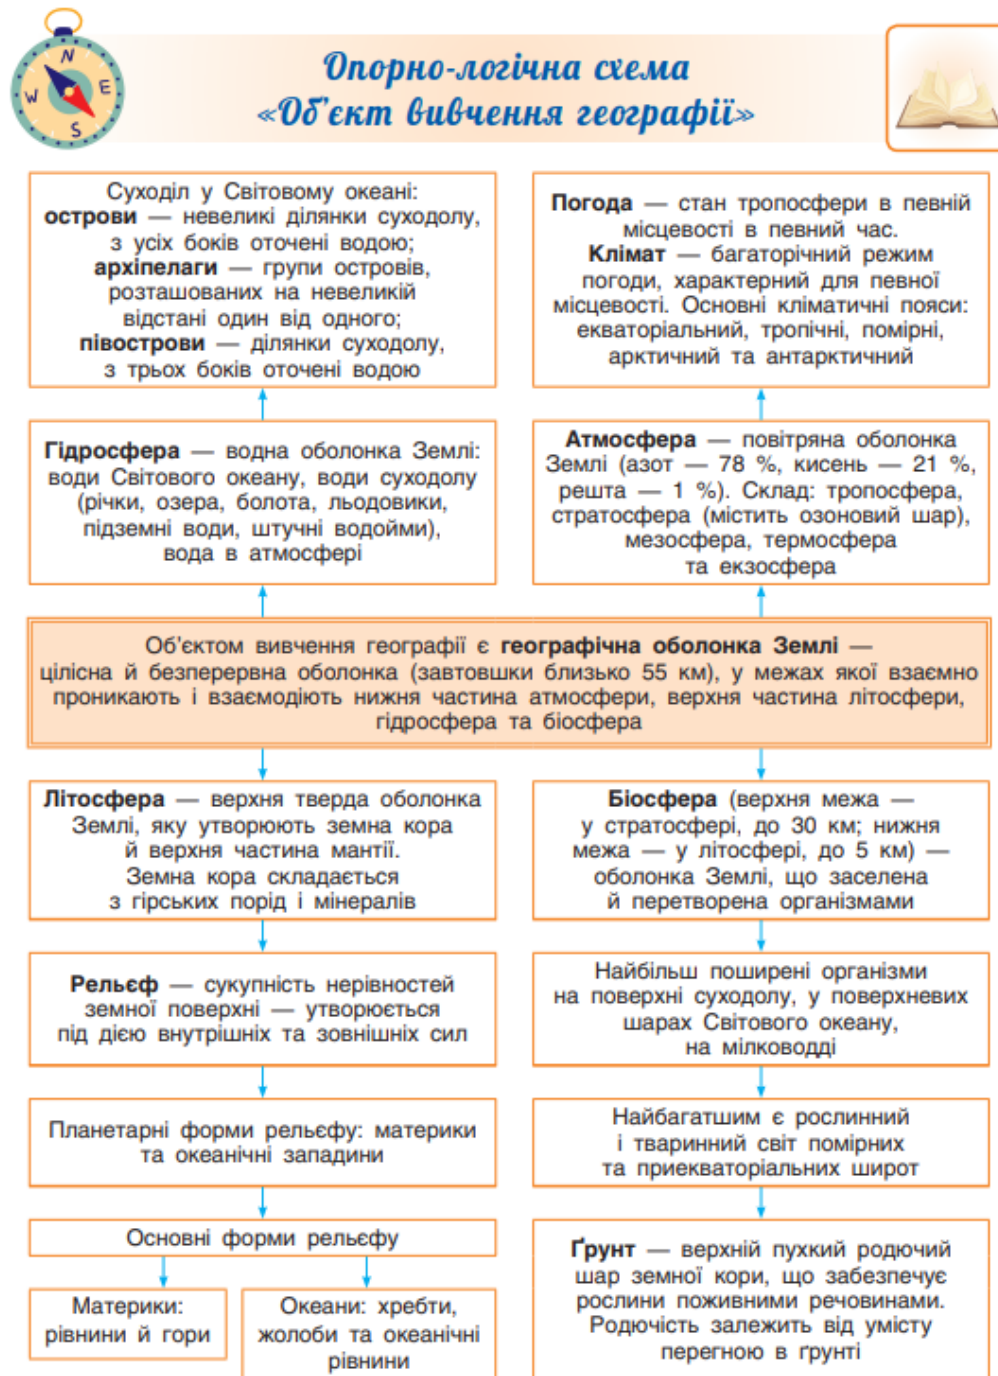 N
E
S
W
Опорно-логічна схема
«Об'єкт вивчення географії»
Суходіл у Світовому океані:
острови — невеликі ділянки суходолу,
з усіх боків оточені водою;
архіпелаги — групи островів,
розташованих на невеликій
відстані один від одного;
півострови — ділянки суходолу,
з трьох боків оточені водою
Погода — стан тропосфери в певній
місцевості в певний час.
Клімат — багаторічний режим
погоди, характерний для певної
місцевості. Основні кліматичні пояси:
екваторіальний, тропічні, помірні,
арктичний та антарктичний
Гідросфера — водна оболонка Землі:
води Світового океану, води суходолу
(річки, озера, болота, льодовики,
підземні води, штучні водойми),
вода в атмосфері
Атмосфера — повітряна оболонка
Землі (азот — 78 %, кисень — 21 %,
решта — 1 %). Склад: тропосфера,
стратосфера (містить озоновий шар),
мезосфера, термосфера
та екзосфера
Об'єктом вивчення географії є географічна оболонка Землі —
цілісна й безперервна оболонка (завтовшки близько 55 км), у межах якої взаємно
проникають і взаємодіють нижня частина атмосфери, верхня частина літосфери,
гідросфера та біосфера
Літосфера — верхня тверда оболонка
Землі, яку утворюють земна кора
й верхня частина мантії.
Земна кора складається
з гірських порід і мінералів
Біосфера (верхня межа —
у стратосфері, до 30 км; нижня
межа — у літосфері, до 5 км) —
оболонка Землі, що заселена
й перетворена організмами
Рельєф — сукупність нерівностей
земної поверхні — утворюється
під дією внутрішніх та зовнішніх сил
Найбільш поширені організми
на поверхні суходолу, у поверхневих
шарах Світового океану,
на мілководді
Планетарні форми рельєфу: материки
та океанічні западини
Найбагатшим є рослинний
і тваринний світ помірних
та приекваторіальних широт
Основні форми рельєфу
Материки:
рівнини й гори
Океани: хребти,
жолоби та океанічні
рівнини
Ґрунт — верхній пухкий родючий
шар земної кори, що забезпечує
рослини поживними речовинами.
Родючість залежить від умісту
перегною в ґрунті